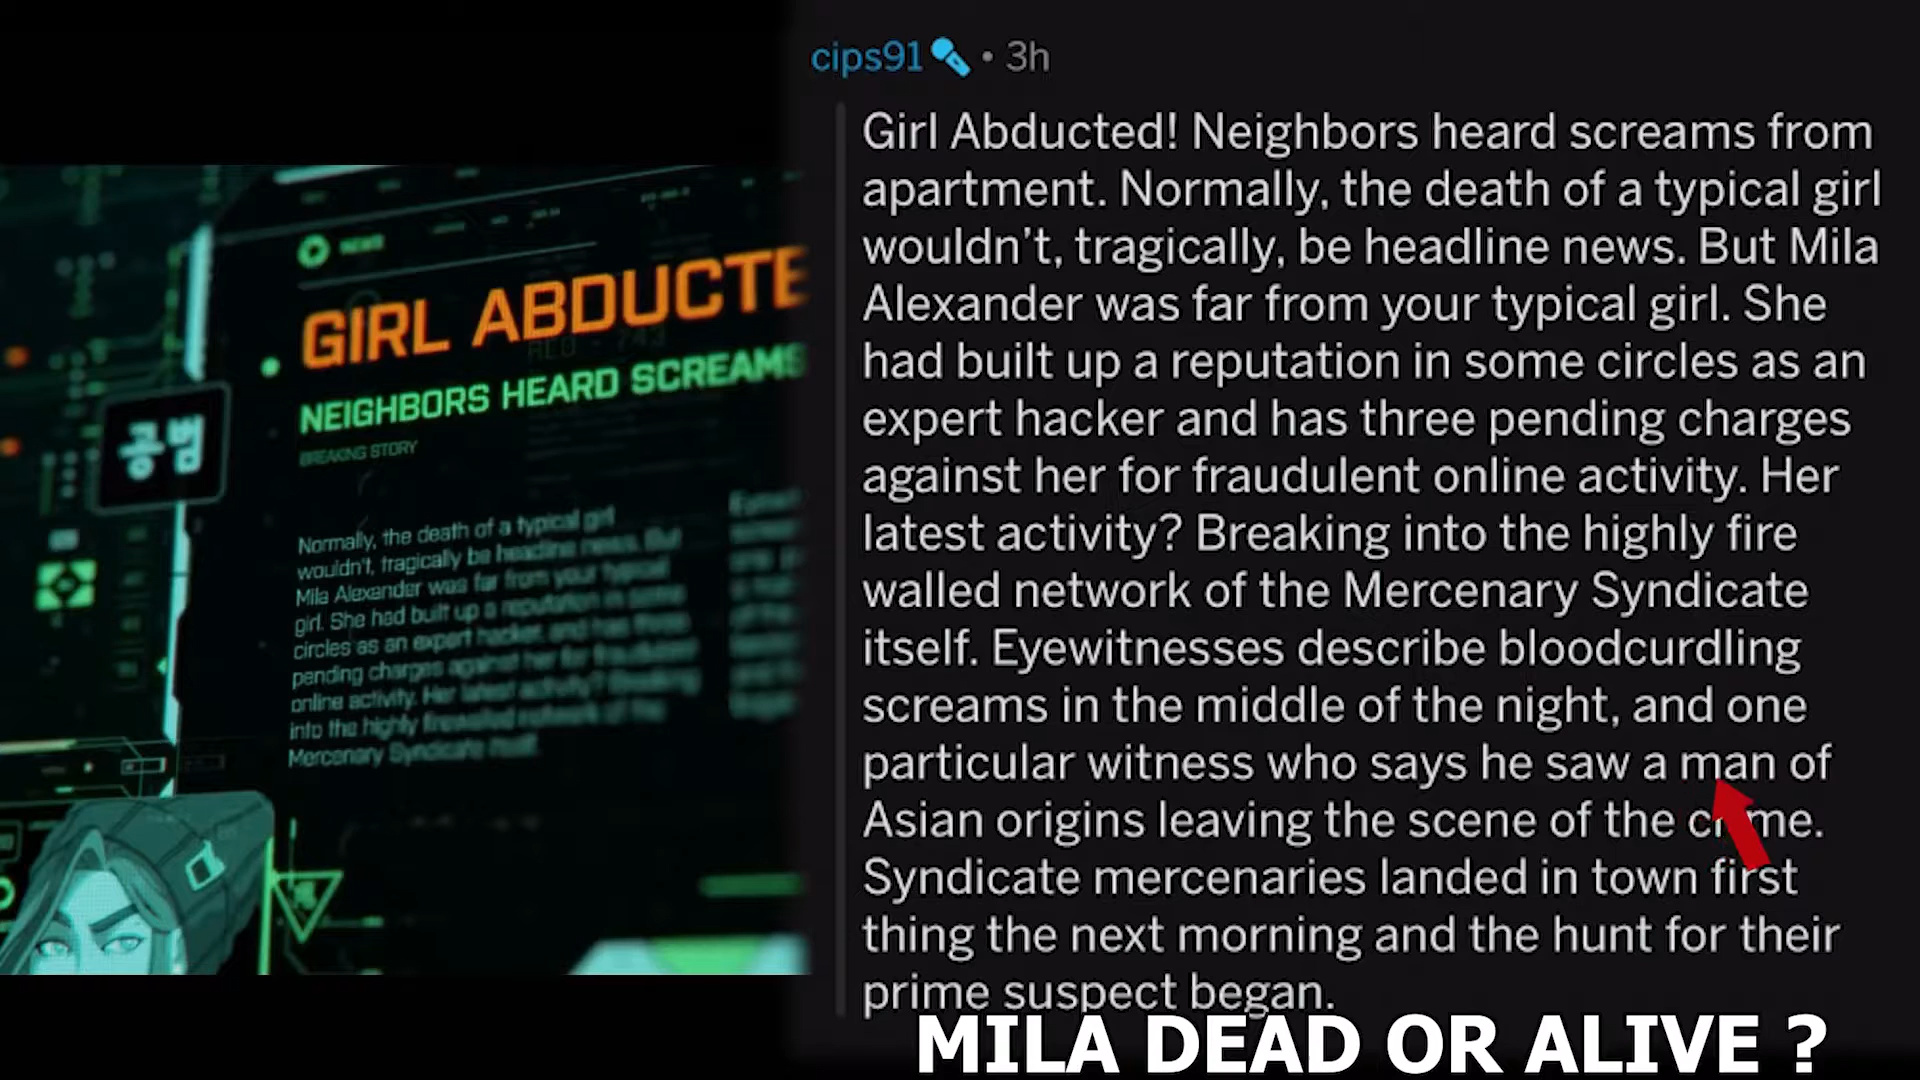 NEWS
GIRL ABDUCTE
NEIGHBORS HEARD SCREAMS
BREAKING STORY
공범
Normally, the death of a typical girl
wouldn't, tragically be headline news. But
Mila Alexander was far from your typical
girl. She had built up a reputation in some
circles as an expert hacker, and has three
pending charges against her for fraudulent
online activity. Her latest activity? Breaking
into the highly firewalled network of the
Mercenary Syndicate itself.
cips91 • 3h
Girl Abducted! Neighbors heard screams from
apartment. Normally, the death of a typical girl
wouldn't, tragically, be headline news. But Mila
Alexander was far from your typical girl. She
had built up a reputation in some circles as an
expert hacker and has three pending charges
against her for fraudulent online activity. Her
latest activity? Breaking into the highly fire
walled network of the Mercenary Syndicate
itself. Eyewitnesses describe bloodcurdling
screams in the middle of the night, and one
particular witness who says he saw a man of
Asian origins leaving the scene of the crime.
Syndicate mercenaries landed in town first
thing the next morning and the hunt for their
prime suspect began.
MILA DEAD OR ALIVE ?